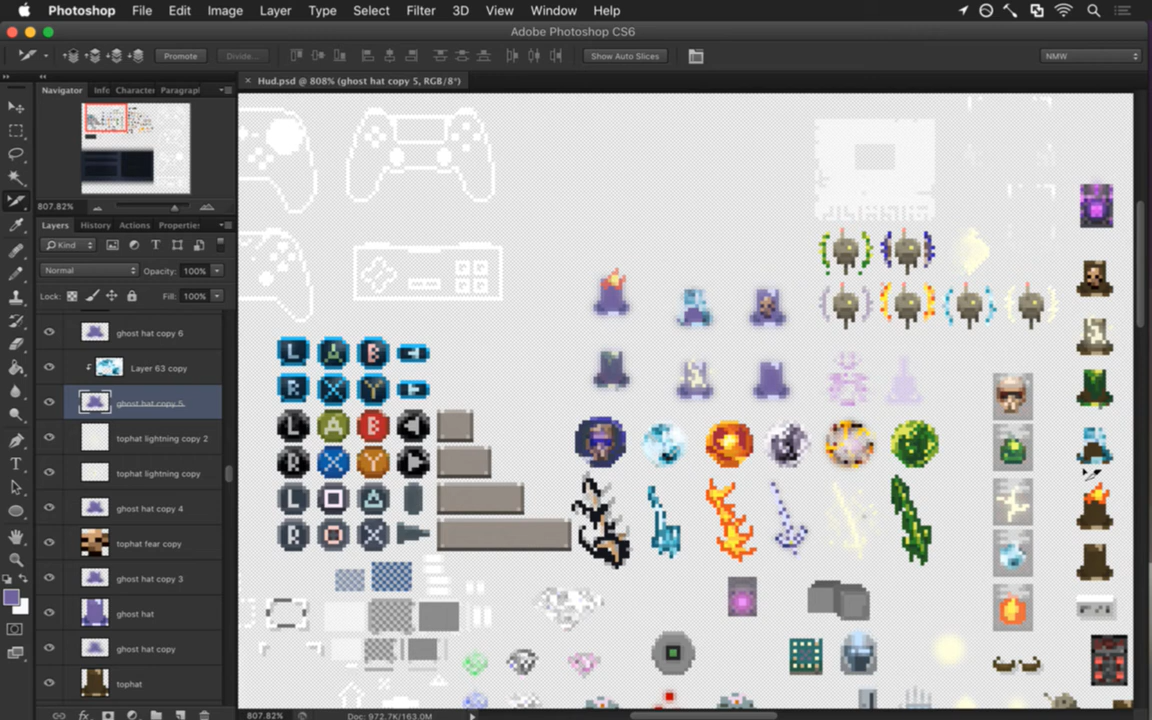 Photoshop File Edit Image Layer Type Select Filter 3D View Window Help
Adobe Photoshop CS6
Promote Divide... Show Auto Slices NMW
Navigator Info Character Paragrap
× Hud.psd @ 808% (ghost hat copy 5, RGB/8*)
807.82%
Layers History Actions Propertie
Kind
Normal Opacity: 100%
Lock: Fill: 100%
ghost hat copy 6
Layer 63 copy
ghost hat copy 5
tophat lightning copy 2
tophat lightning copy
ghost hat copy 4
tophat fear copy
ghost hat copy 3
ghost hat
ghost hat copy
tophat
L A B
R X Y
L A B
R X Y
L
R X
fx 807.82% Doc: 972.7K/163.0M